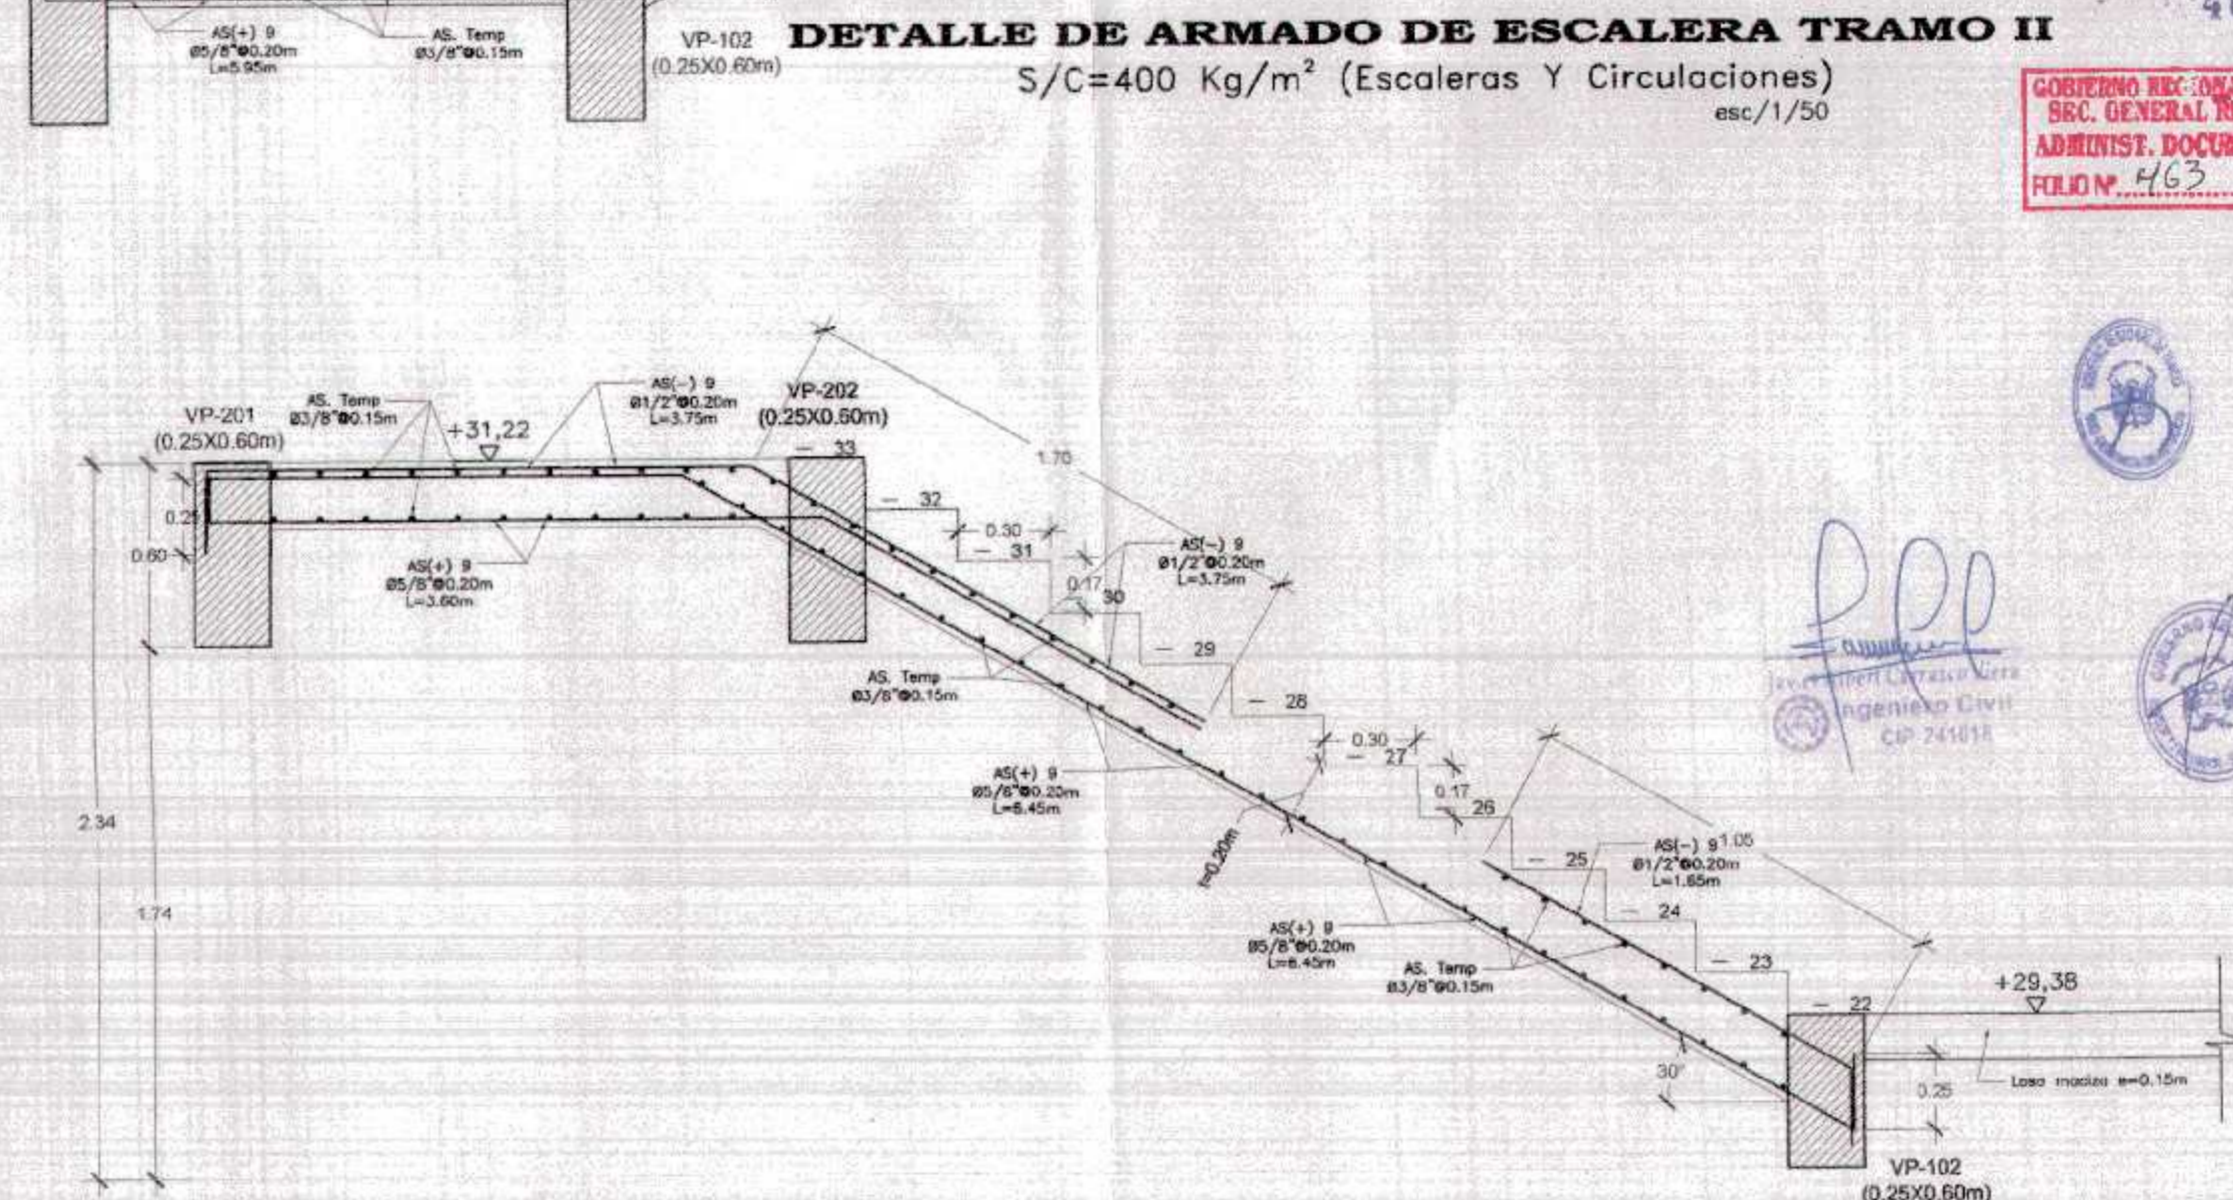 AS(+) 9
Ø5/8"@0.20m
L=5.95m
AS. Temp
Ø3/8"@0.15m
VP-102
(0.25X0.60m)
DETALLE DE ARMADO DE ESCALERA TRAMO II
S/C=400 Kg/m² (Escaleras Y Circulaciones)
esc/1/50
GOBIERNO
SEC. GENERAL
ADMINIST.
FOLIO Nº 463
VP-201
(0.25X0.60m)
AS. Temp
Ø3/8"@0.15m
+31,22
AS(-) 9
Ø1/2"@0.20m
L=3.75m
VP-202
(0.25X0.60m)
33
1.70
32
0.30
31
0.25
0.60
AS(+) 9
Ø5/8"@0.20m
L=3.60m
AS(-) 9
Ø1/2"@0.20m
L=3.75m
0.17
30
29
AS. Temp
Ø3/8"@0.15m
28
0.30
27
AS(+) 9
Ø5/8"@0.20m
L=6.45m
0.17
26
2.34
t=0.20m
AS(-) 9
Ø1/2"@0.20m
L=1.65m
1.05
25
1.74
24
AS(+) 9
Ø5/8"@0.20m
L=6.45m
AS. Temp
Ø3/8"@0.15m
23
22
+29,38
30°
0.25
Losa maciza e=0.15m
VP-102
(0.25X0.60m)
Ingeniero Civil
CIP 241018